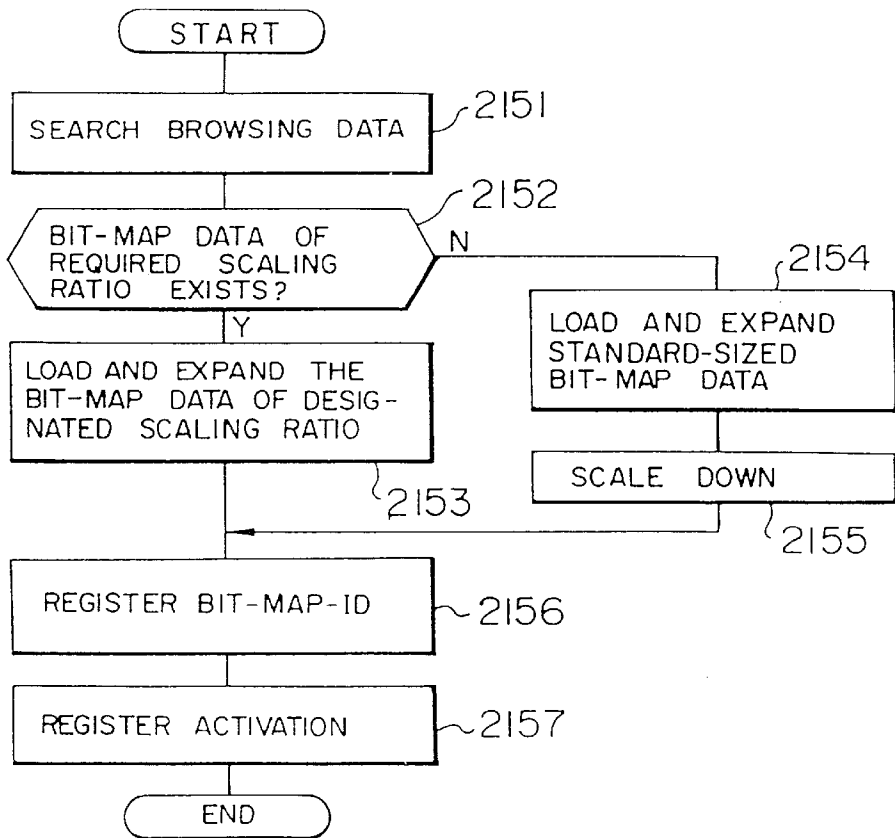 START
SEARCH BROWSING DATA
2151
BIT-MAP DATA OF
REQUIRED SCALING
RATIO EXISTS?
2152
N
Y
LOAD AND EXPAND THE
BIT-MAP DATA OF DESIG-
NATED SCALING RATIO
2153
2154
LOAD AND EXPAND
STANDARD-SIZED
BIT-MAP DATA
SCALE DOWN
2155
REGISTER BIT-MAP-ID
2156
REGISTER ACTIVATION
2157
END